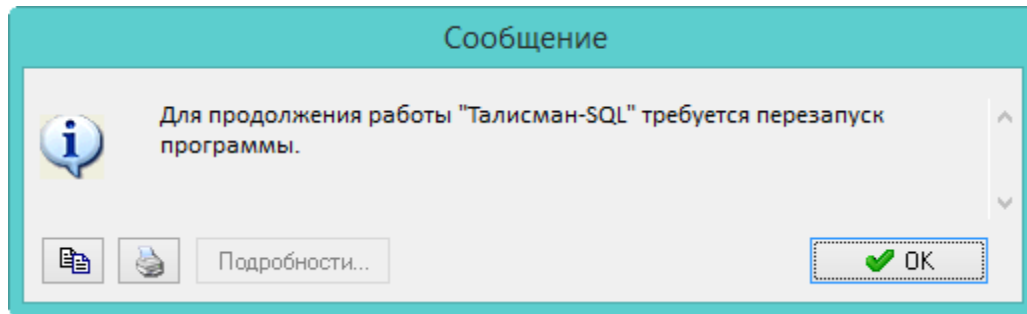 Сообщение
Для продолжения работы "Талисман-SQL" требуется перезапуск
программы.
Подробности...
OK